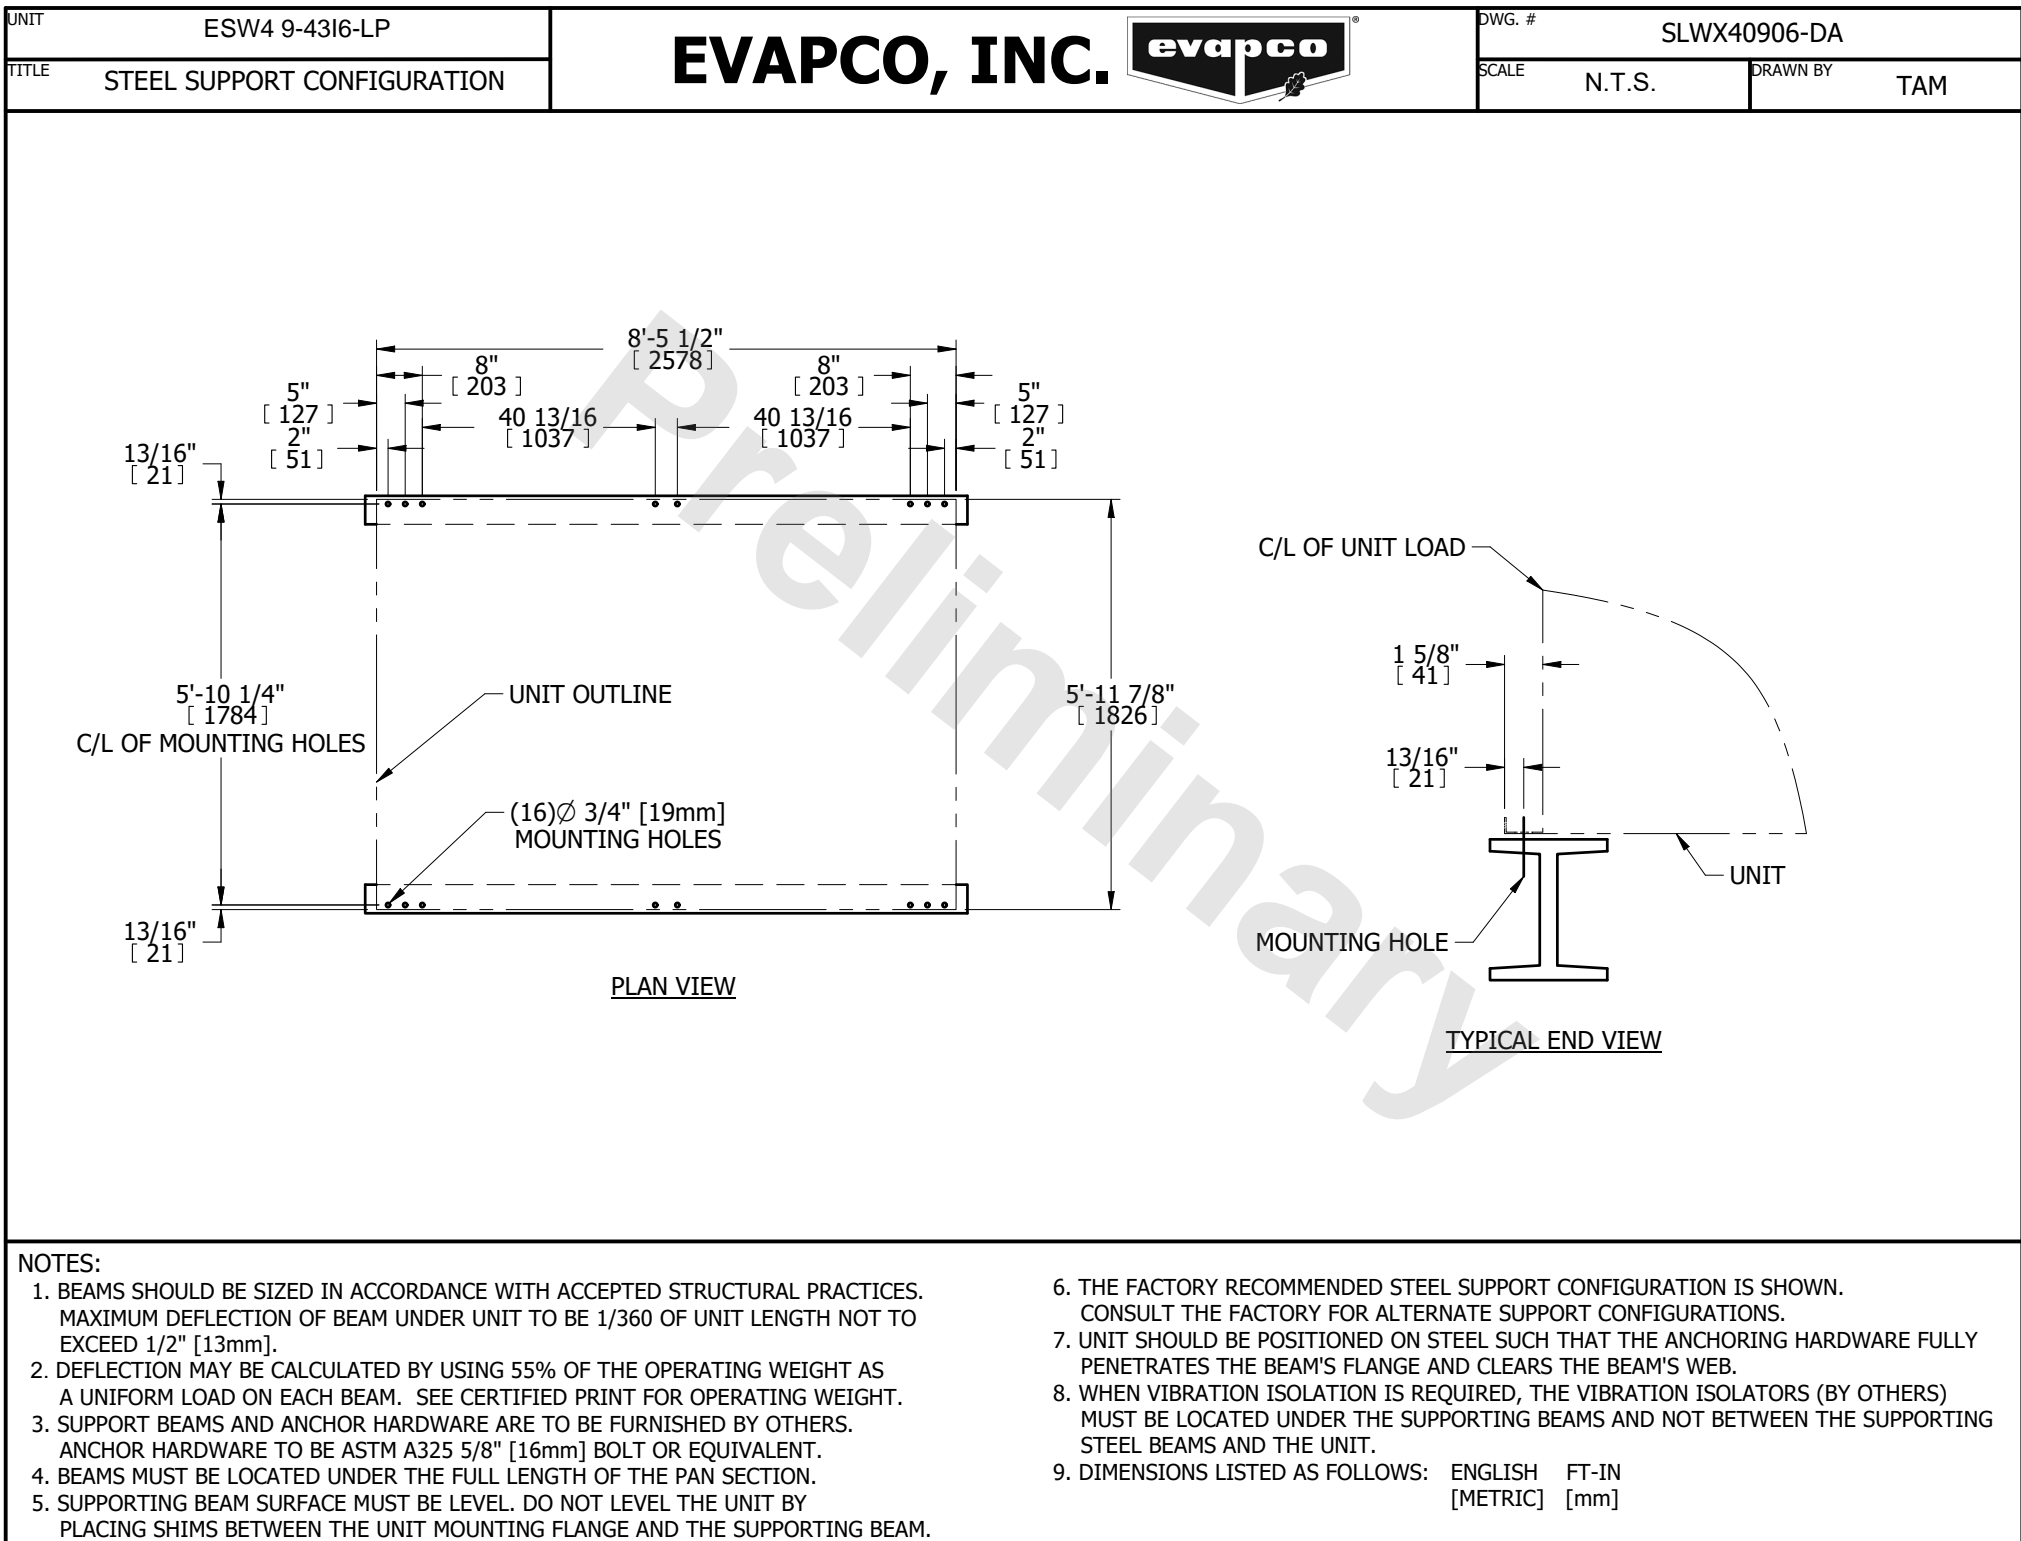 UNIT
ESW4 9-43I6-LP
TITLE
STEEL SUPPORT CONFIGURATION
EVAPCO, INC.
evapco
®
DWG. #
SLWX40906-DA
SCALE
N.T.S.
DRAWN BY
TAM
8'-5 1/2"
[ 2578]
8"
[ 203 ]
8"
[ 203 ]
5"
[ 127 ]
5"
[ 127 ]
40 13/16
[ 1037 ]
40 13/16
[ 1037 ]
2"
[ 51]
2"
[ 51]
13/16"
[ 21]
5'-10 1/4"
[ 1784]
C/L OF MOUNTING HOLES
UNIT OUTLINE
5'-11 7/8"
[ 1826]
(16)Ø 3/4" [19mm]
MOUNTING HOLES
13/16"
[ 21]
PLAN VIEW
C/L OF UNIT LOAD
1 5/8"
[ 41]
13/16"
[ 21]
UNIT
MOUNTING HOLE
TYPICAL END VIEW
Preliminary
NOTES:
1. BEAMS SHOULD BE SIZED IN ACCORDANCE WITH ACCEPTED STRUCTURAL PRACTICES.
MAXIMUM DEFLECTION OF BEAM UNDER UNIT TO BE 1/360 OF UNIT LENGTH NOT TO
EXCEED 1/2" [13mm].
2. DEFLECTION MAY BE CALCULATED BY USING 55% OF THE OPERATING WEIGHT AS
A UNIFORM LOAD ON EACH BEAM. SEE CERTIFIED PRINT FOR OPERATING WEIGHT.
3. SUPPORT BEAMS AND ANCHOR HARDWARE ARE TO BE FURNISHED BY OTHERS.
ANCHOR HARDWARE TO BE ASTM A325 5/8" [16mm] BOLT OR EQUIVALENT.
4. BEAMS MUST BE LOCATED UNDER THE FULL LENGTH OF THE PAN SECTION.
5. SUPPORTING BEAM SURFACE MUST BE LEVEL. DO NOT LEVEL THE UNIT BY
PLACING SHIMS BETWEEN THE UNIT MOUNTING FLANGE AND THE SUPPORTING BEAM.
6. THE FACTORY RECOMMENDED STEEL SUPPORT CONFIGURATION IS SHOWN.
CONSULT THE FACTORY FOR ALTERNATE SUPPORT CONFIGURATIONS.
7. UNIT SHOULD BE POSITIONED ON STEEL SUCH THAT THE ANCHORING HARDWARE FULLY
PENETRATES THE BEAM'S FLANGE AND CLEARS THE BEAM'S WEB.
8. WHEN VIBRATION ISOLATION IS REQUIRED, THE VIBRATION ISOLATORS (BY OTHERS)
MUST BE LOCATED UNDER THE SUPPORTING BEAMS AND NOT BETWEEN THE SUPPORTING
STEEL BEAMS AND THE UNIT.
9. DIMENSIONS LISTED AS FOLLOWS: ENGLISH FT-IN
[METRIC] [mm]